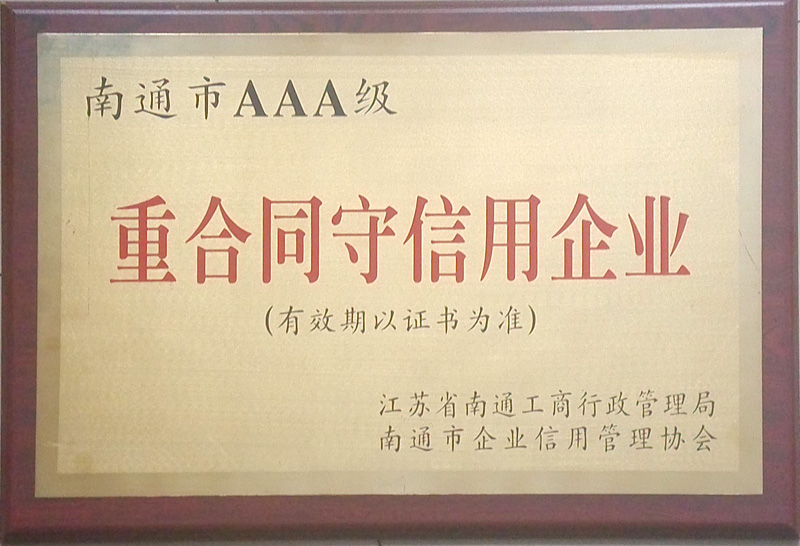 南通市AAA级
重合同守信用企业
(有效期以证书为准)
江苏省南通工商行政管理局
南通市企业信用管理协会